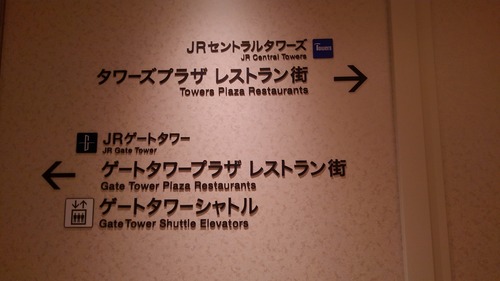 JRセントラルタワーズ
JR Central Towers
Towers
タワーズプラザ レストラン街
Towers Plaza Restaurants
JRゲートタワー
JR Gate Tower
ゲートタワープラザ レストラン街
Gate Tower Plaza Restaurants
ゲートタワーシャトル
GateTower Shuttle Elevators